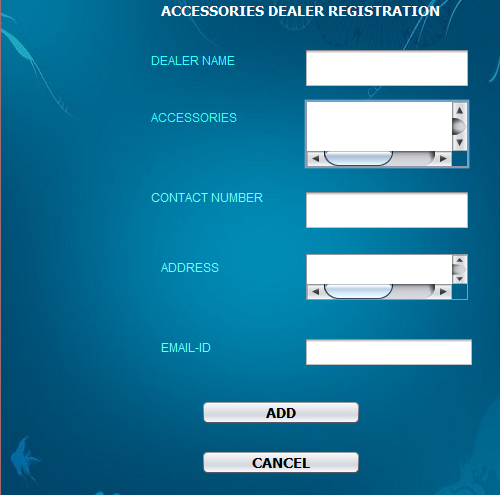 ACCESSORIES DEALER REGISTRATION
DEALER NAME
ACCESSORIES
CONTACT NUMBER
ADDRESS
EMAIL-ID
ADD
CANCEL